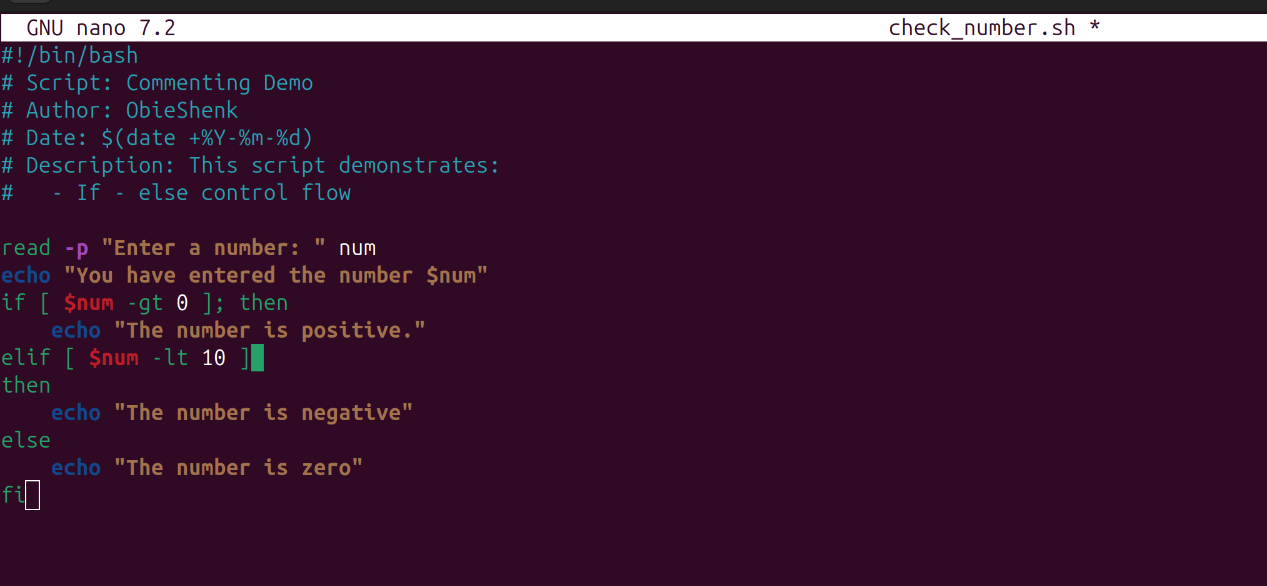 GNU nano 7.2 check_number.sh *
#!/bin/bash
# Script: Commenting Demo
# Author: ObieShenk
# Date: $(date +%Y-%m-%d)
# Description: This script demonstrates:
#   - If - else control flow
read -p "Enter a number: " num
echo "You have entered the number $num"
if [ $num -gt 0 ]; then
    echo "The number is positive."
elif [ $num -lt 10 ]
then
    echo "The number is negative"
else
    echo "The number is zero"
fi